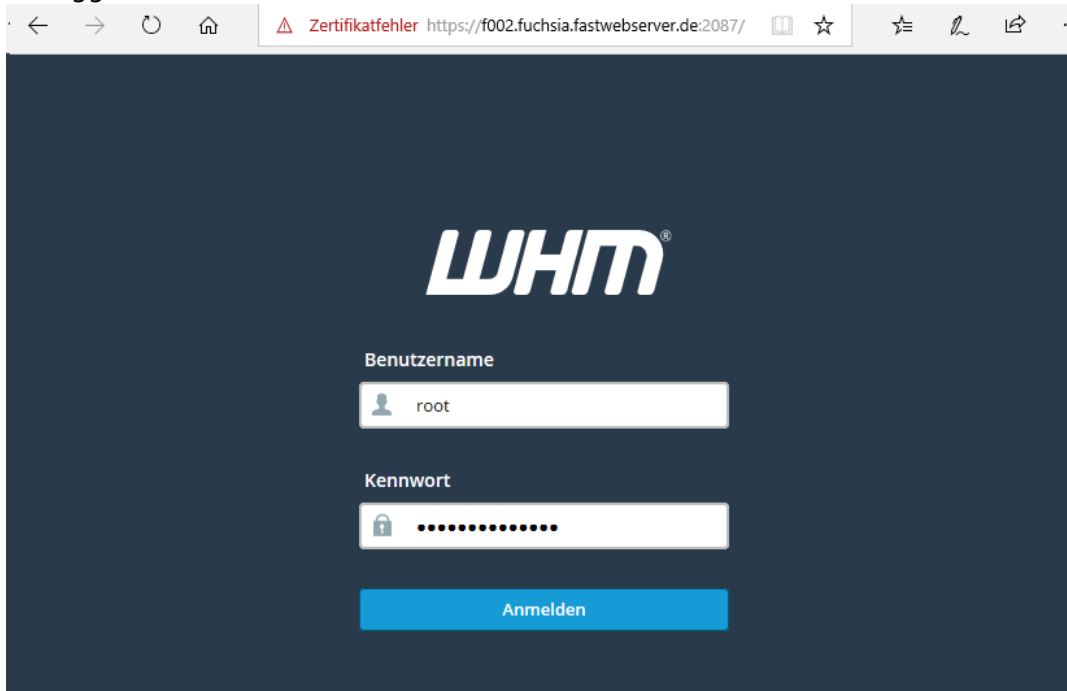 Zertifikatfehler https://f002.fuchsia.fastwebserver.de:2087/
WHM®
Benutzername
root
Kennwort
••••••••••••••
Anmelden